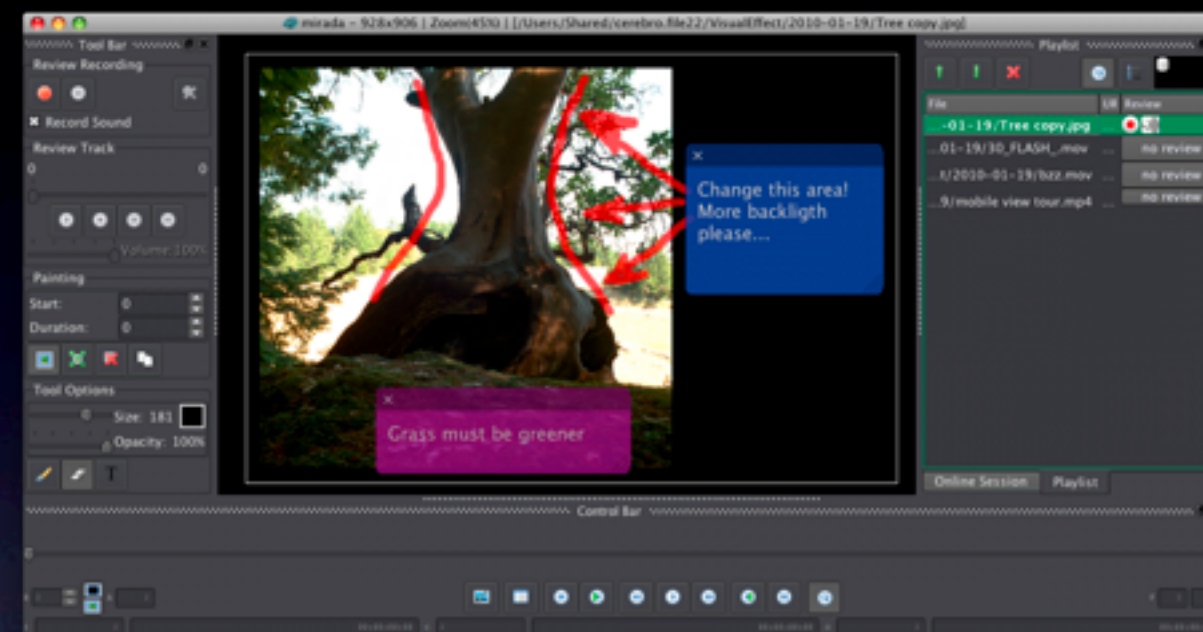 mirada - 928x906 | Zoom(45%) | [/Users/Shared/cerebro.file22/VisualEffect/2010-01-19/Tree copy.jpg]
Tool Bar
Review Recording
Record Sound
Review Track
0 0
Volume:100%
Painting
Start: 0
Duration: 0
Tool Options
Size: 181
Opacity: 100%
T
Change this area!
More backligth
please...
Grass must be greener
Playlist
File L/R Review
...-01-19/Tree copy.jpg ...
...01-19/30_FLASH_.mov ... no review
...t/2010-01-19/bzz.mov ... no review
...9/mobile view tour.mp4 ... no review
Online Session Playlist
Control Bar